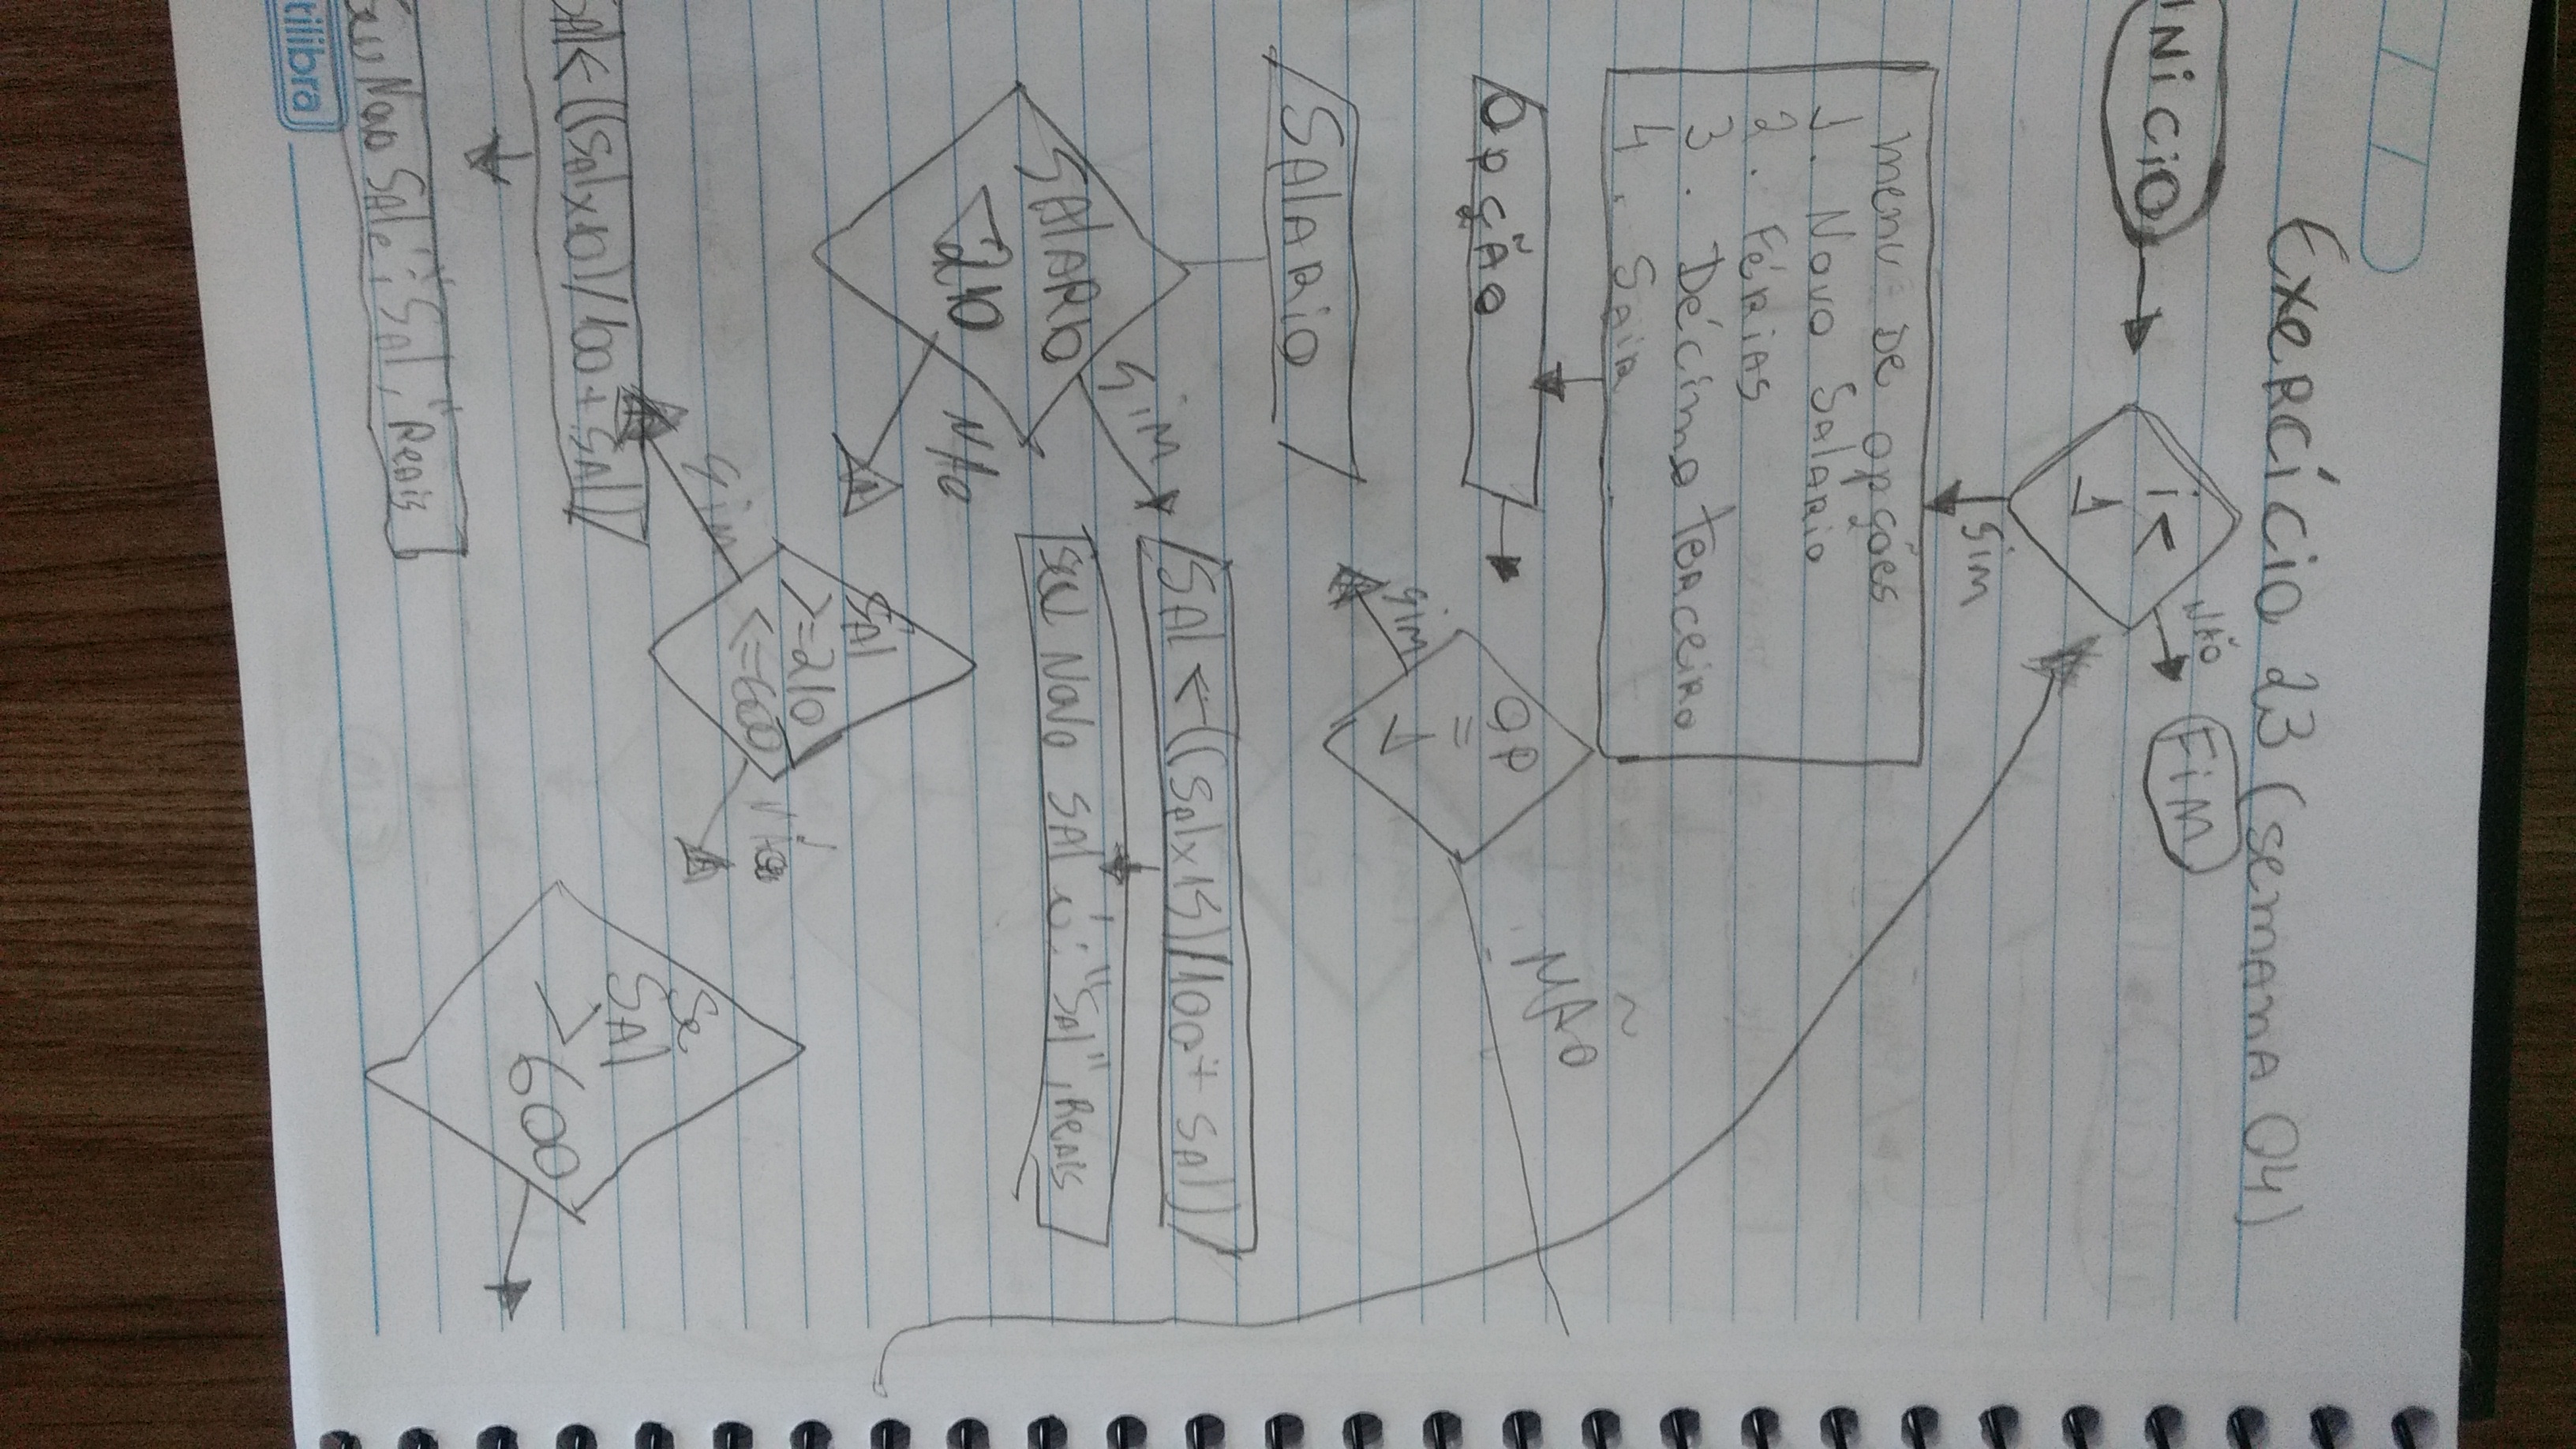 Exercício 23 (semana 04)
INICIO
i<
1
NÃO
FIM
SIM
menu De opções
1. Novo Salario
2. Férias
3. Décimo terceiro
4. Sair
Opção
OP
=
1
NÃO
SIM
SALARIO
SIM
SAl ← ((SAlx15)/100+ SAl)
SALARIO
<210
seu Novo SAl é: "SAl", Reais
NÃo
SAl
>=210
<=600
Não
SIM
Se
SAl
>600
SAl← ((SAlx10)/100+SAl)
Seu Novo SAl é: "SAl", Reais
tilibra